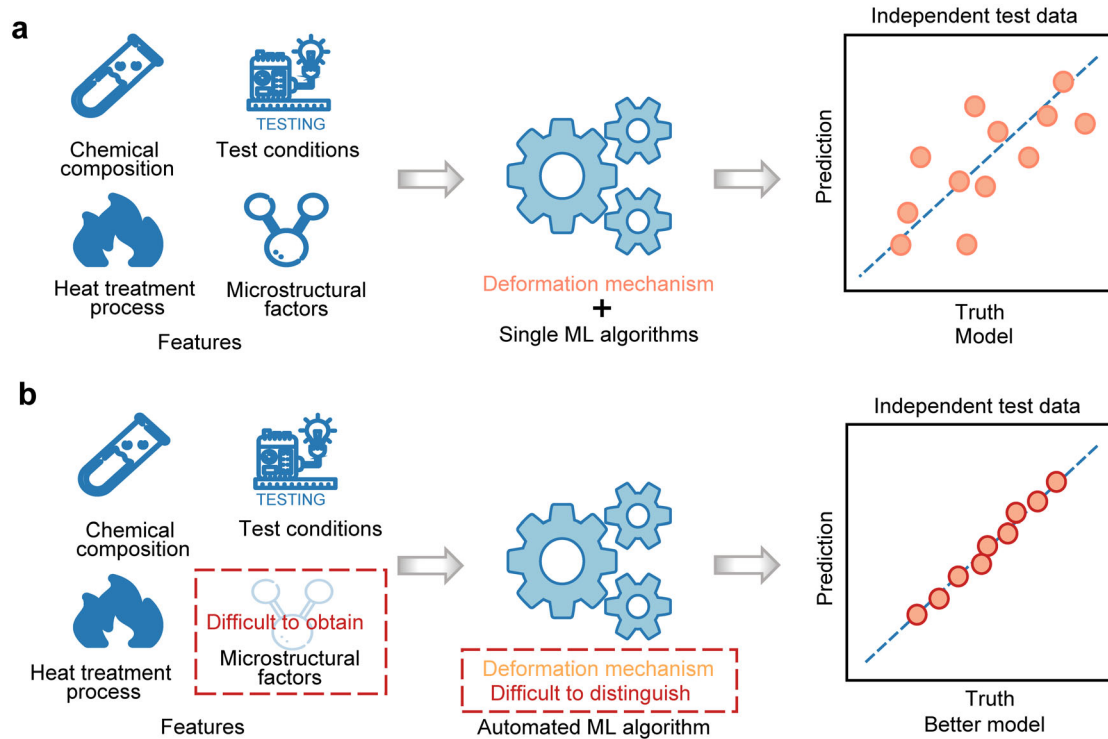 a
Independent test data
TESTING
Chemical
composition
Test conditions
Heat treatment
process
Microstructural
factors
Features
Deformation mechanism
+
Single ML algorithms
Prediction
Truth
Model
b
Independent test data
TESTING
Chemical
composition
Test conditions
Difficult to obtain
Heat treatment
process
Microstructural
factors
Features
Deformation mechanism
Difficult to distinguish
Automated ML algorithm
Prediction
Truth
Better model